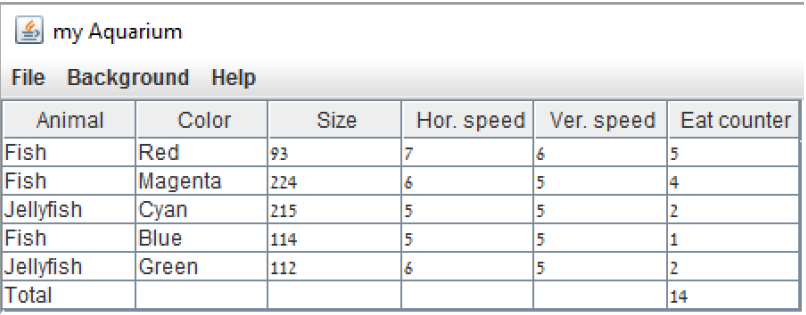 my Aquarium
File Background Help
Animal Color Size Hor. speed Ver. speed Eat counter
Fish Red 93 7 6 5
Fish Magenta 224 6 5 4
Jellyfish Cyan 215 5 5 2
Fish Blue 114 5 5 1
Jellyfish Green 112 6 5 2
Total 14